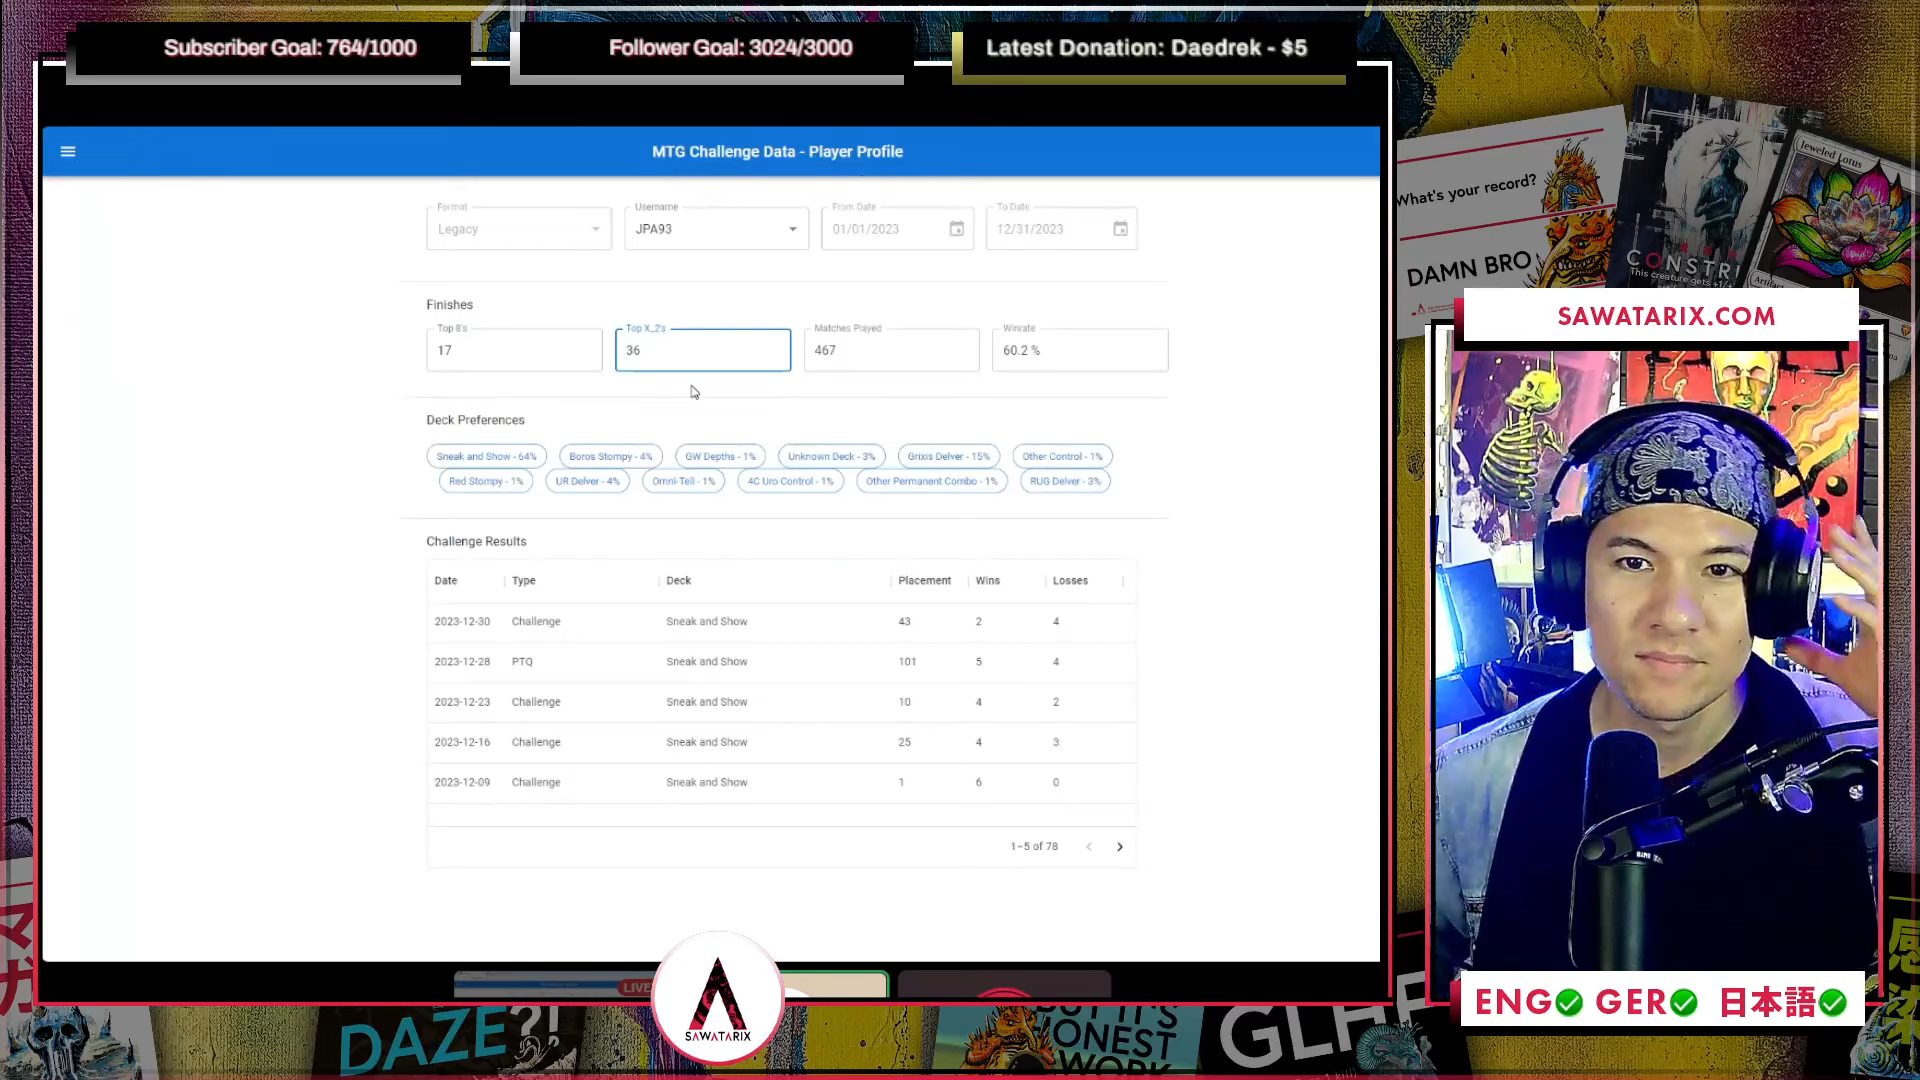 Subscriber Goal: 764/1000
Follower Goal: 3024/3000
Latest Donation: Daedrek - $5
MTG Challenge Data - Player Profile
Format
Legacy
Username
JPA93
From Date
01/01/2023
To Date
12/31/2023
Finishes
Top 8's
17
Top X_2's
36
Matches Played
467
Winrate
60.2 %
Deck Preferences
Sneak and Show - 64%
Boros Stompy - 4%
GW Depths - 1%
Unknown Deck - 3%
Grixis Delver - 15%
Other Control - 1%
Red Stompy - 1%
UR Delver - 4%
Omni-Tell - 1%
4C Uro Control - 1%
Other Permanent Combo - 1%
RUG Delver - 3%
Challenge Results
Date Type Deck Placement Wins Losses
2023-12-30 Challenge Sneak and Show 43 2 4
2023-12-28 PTQ Sneak and Show 101 5 4
2023-12-23 Challenge Sneak and Show 10 4 2
2023-12-16 Challenge Sneak and Show 25 4 3
2023-12-09 Challenge Sneak and Show 1 6 0
1-5 of 78
LIVE
SAWATARIX
What's your record?
DAMN BRO
CONSTR
This creature gets +1/+
Jeweled Lotus
SAWATARIX.COM
ENG GER 日本語
DAZE?!
HONEST
WORK